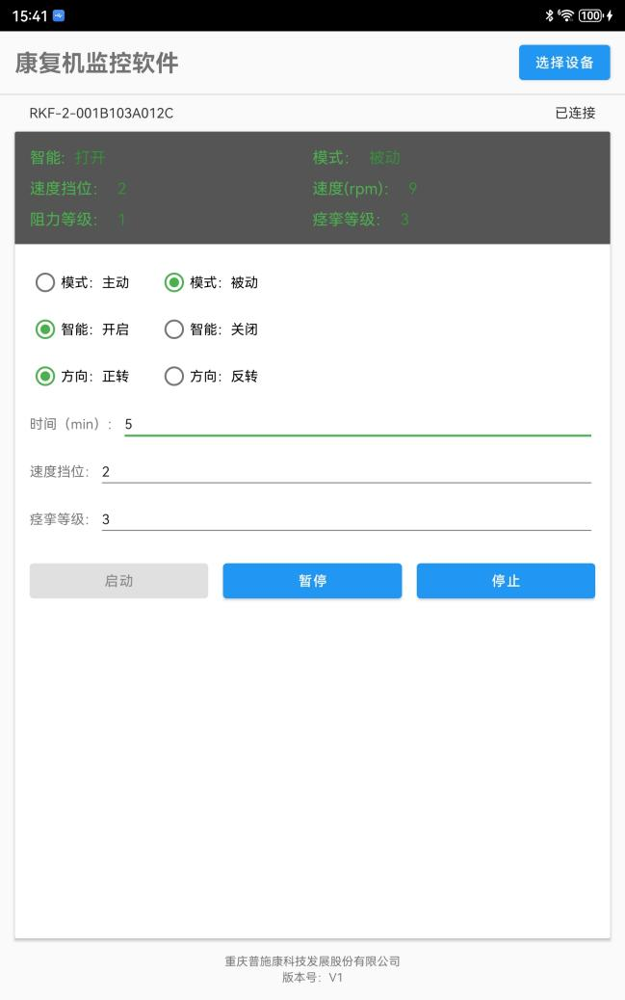 15:41 100
康复机监控软件 选择设备
RKF-2-001B103A012C 已连接
智能: 打开 模式： 被动
速度挡位： 2 速度(rpm)： 9
阻力等级： 1 痉挛等级： 3
模式：主动 模式：被动
智能：开启 智能：关闭
方向：正转 方向：反转
时间（min）： 5
速度挡位： 2
痉挛等级: 3
启动 暂停 停止
重庆普施康科技发展股份有限公司
版本号：V1